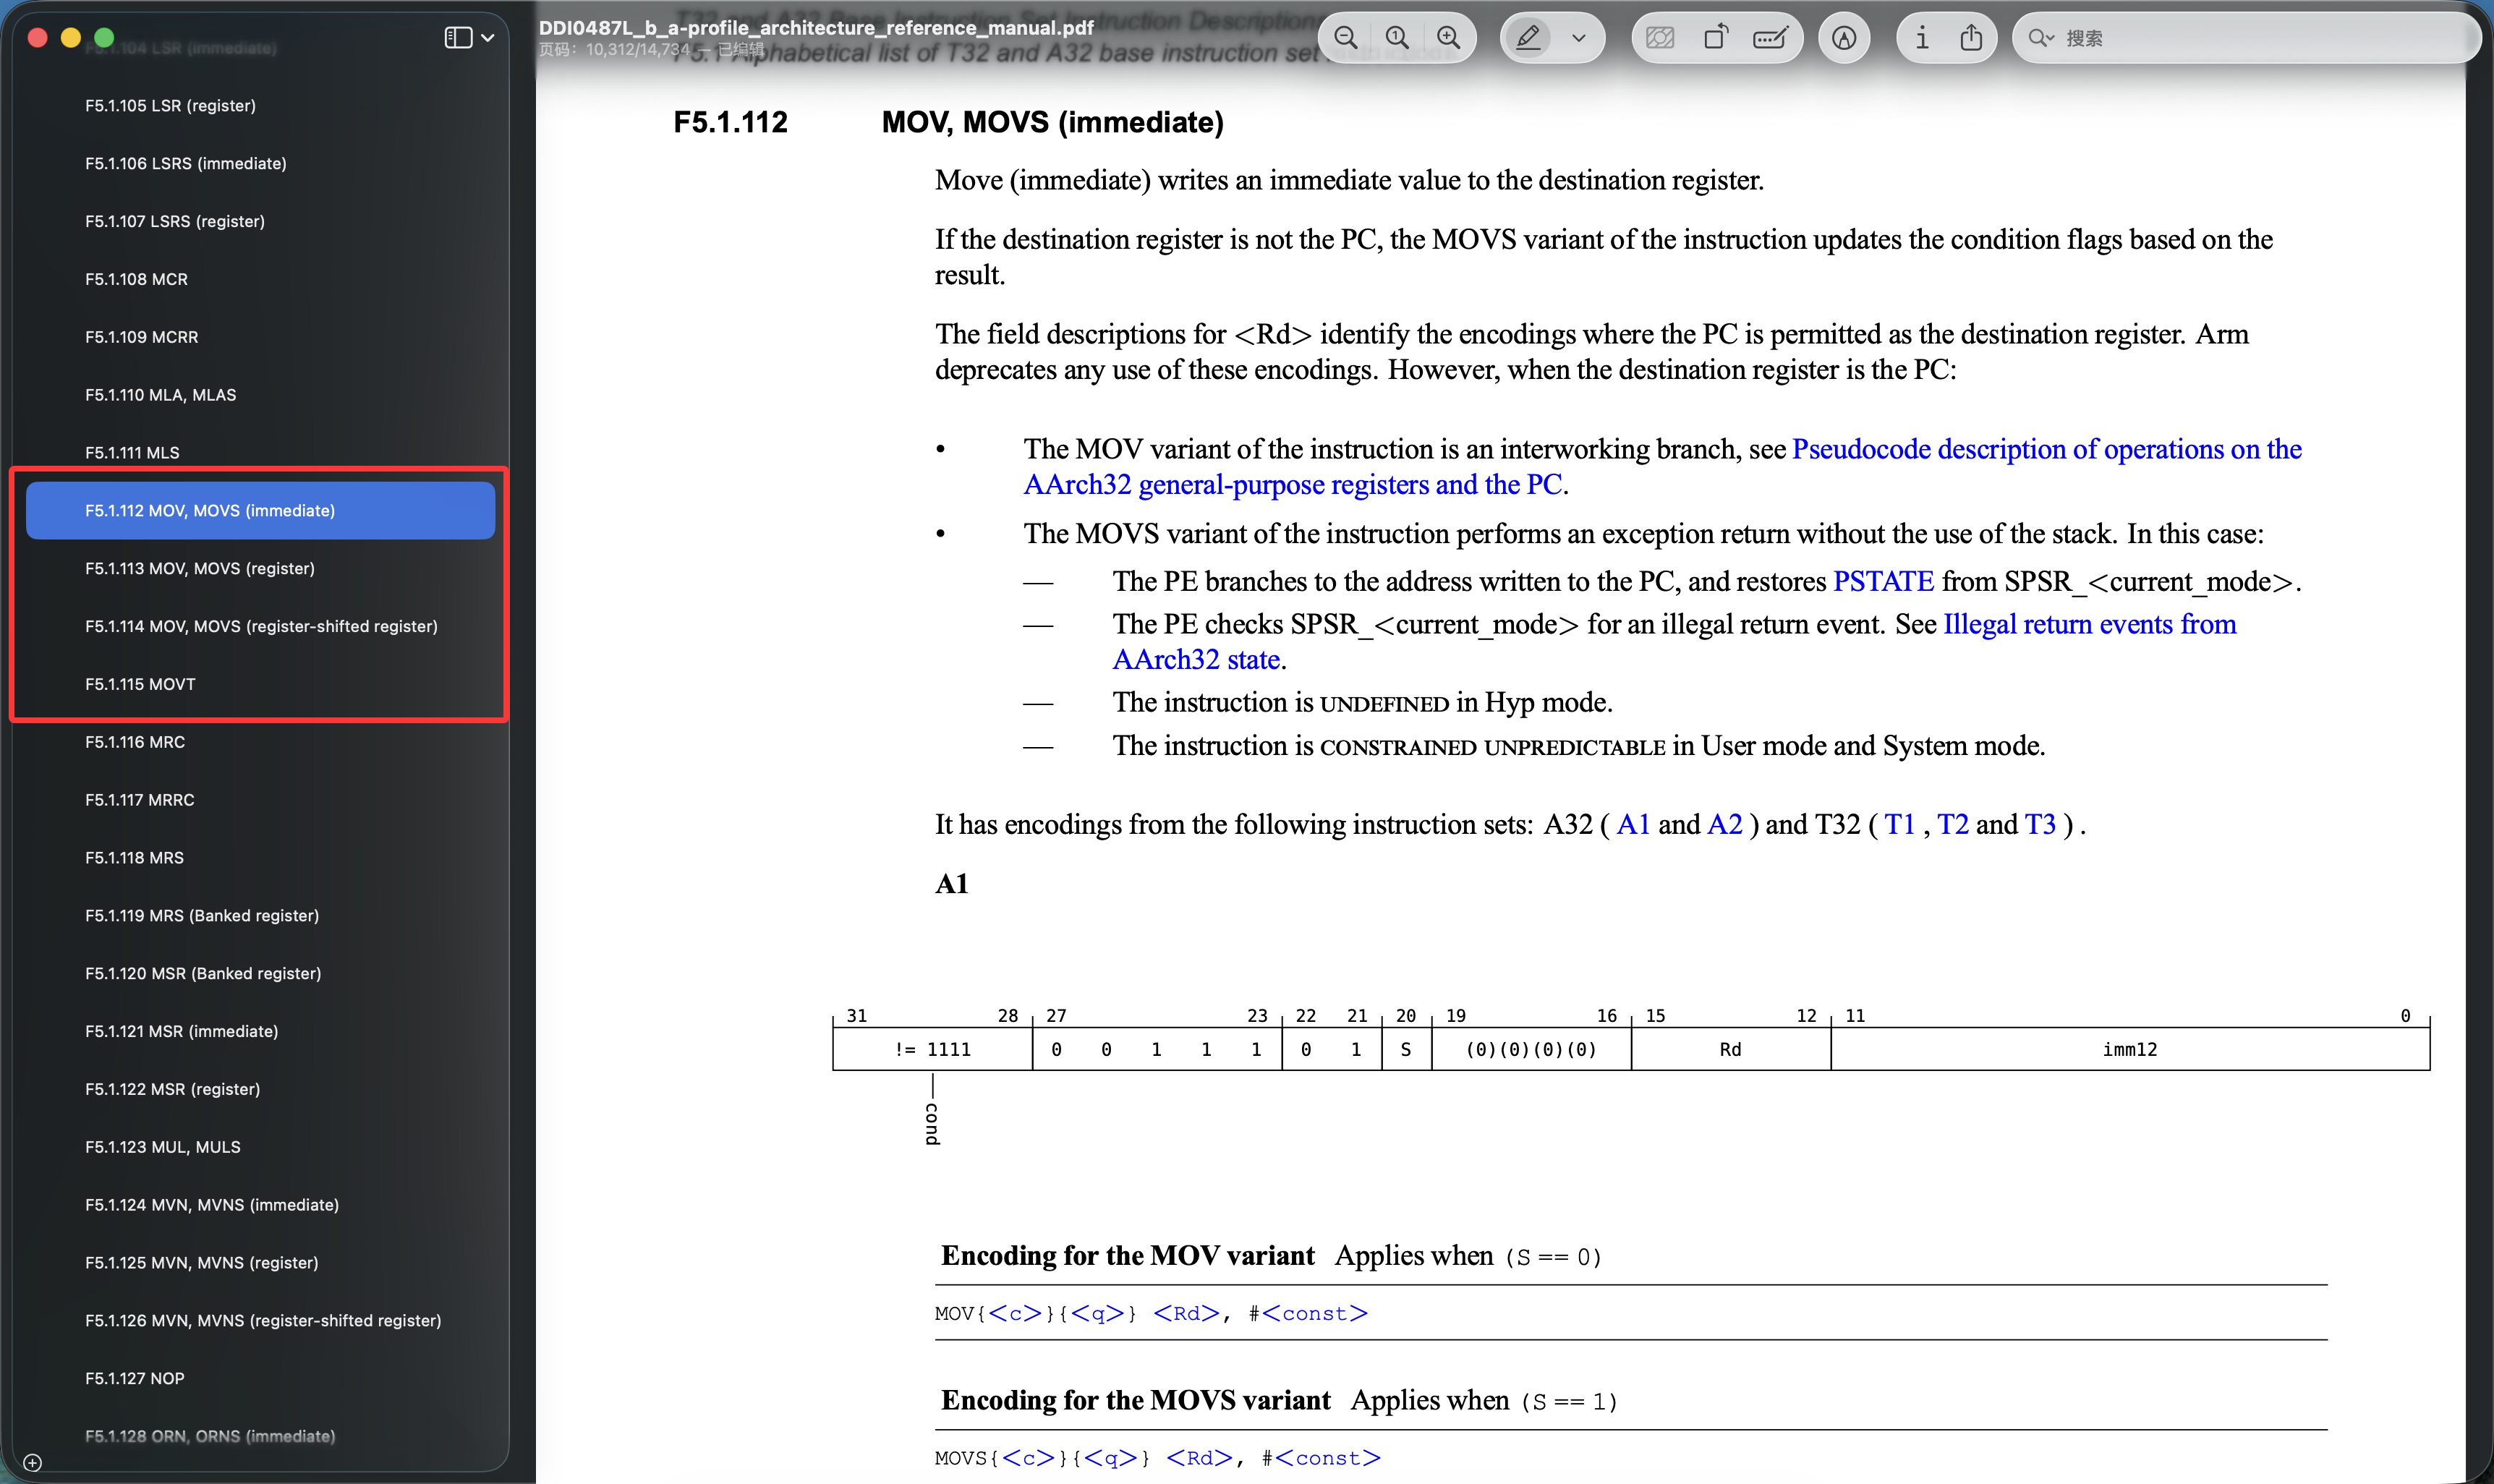 DDI0487L_b_a-profile_architecture_reference_manual.pdf
页码：10,312/14,734 — 已编辑
搜索
F5.1.104 LSR (immediate)
F5.1.105 LSR (register)
F5.1.106 LSRS (immediate)
F5.1.107 LSRS (register)
F5.1.108 MCR
F5.1.109 MCRR
F5.1.110 MLA, MLAS
F5.1.111 MLS
F5.1.112 MOV, MOVS (immediate)
F5.1.113 MOV, MOVS (register)
F5.1.114 MOV, MOVS (register-shifted register)
F5.1.115 MOVT
F5.1.116 MRC
F5.1.117 MRRC
F5.1.118 MRS
F5.1.119 MRS (Banked register)
F5.1.120 MSR (Banked register)
F5.1.121 MSR (immediate)
F5.1.122 MSR (register)
F5.1.123 MUL, MULS
F5.1.124 MVN, MVNS (immediate)
F5.1.125 MVN, MVNS (register)
F5.1.126 MVN, MVNS (register-shifted register)
F5.1.127 NOP
F5.1.128 ORN, ORNS (immediate)
T32 and A32 Base Instruction Set Instruction Descriptions
F5.1 Alphabetical list of T32 and A32 base instruction set
F5.1.112 MOV, MOVS (immediate)
Move (immediate) writes an immediate value to the destination register.
If the destination register is not the PC, the MOVS variant of the instruction updates the condition flags based on the
result.
The field descriptions for <Rd> identify the encodings where the PC is permitted as the destination register. Arm
deprecates any use of these encodings. However, when the destination register is the PC:
• The MOV variant of the instruction is an interworking branch, see Pseudocode description of operations on the
AArch32 general-purpose registers and the PC.
• The MOVS variant of the instruction performs an exception return without the use of the stack. In this case:
— The PE branches to the address written to the PC, and restores PSTATE from SPSR_<current_mode>.
— The PE checks SPSR_<current_mode> for an illegal return event. See Illegal return events from
AArch32 state.
— The instruction is UNDEFINED in Hyp mode.
— The instruction is CONSTRAINED UNPREDICTABLE in User mode and System mode.
It has encodings from the following instruction sets: A32 ( A1 and A2 ) and T32 ( T1 , T2 and T3 ) .
A1
31 28 27 23 22 21 20 19 16 15 12 11 0
!= 1111 0 0 1 1 1 0 1 S (0)(0)(0)(0) Rd imm12
cond
Encoding for the MOV variant Applies when (S == 0)
MOV{<c>}{<q>} <Rd>, #<const>
Encoding for the MOVS variant Applies when (S == 1)
MOVS{<c>}{<q>} <Rd>, #<const>